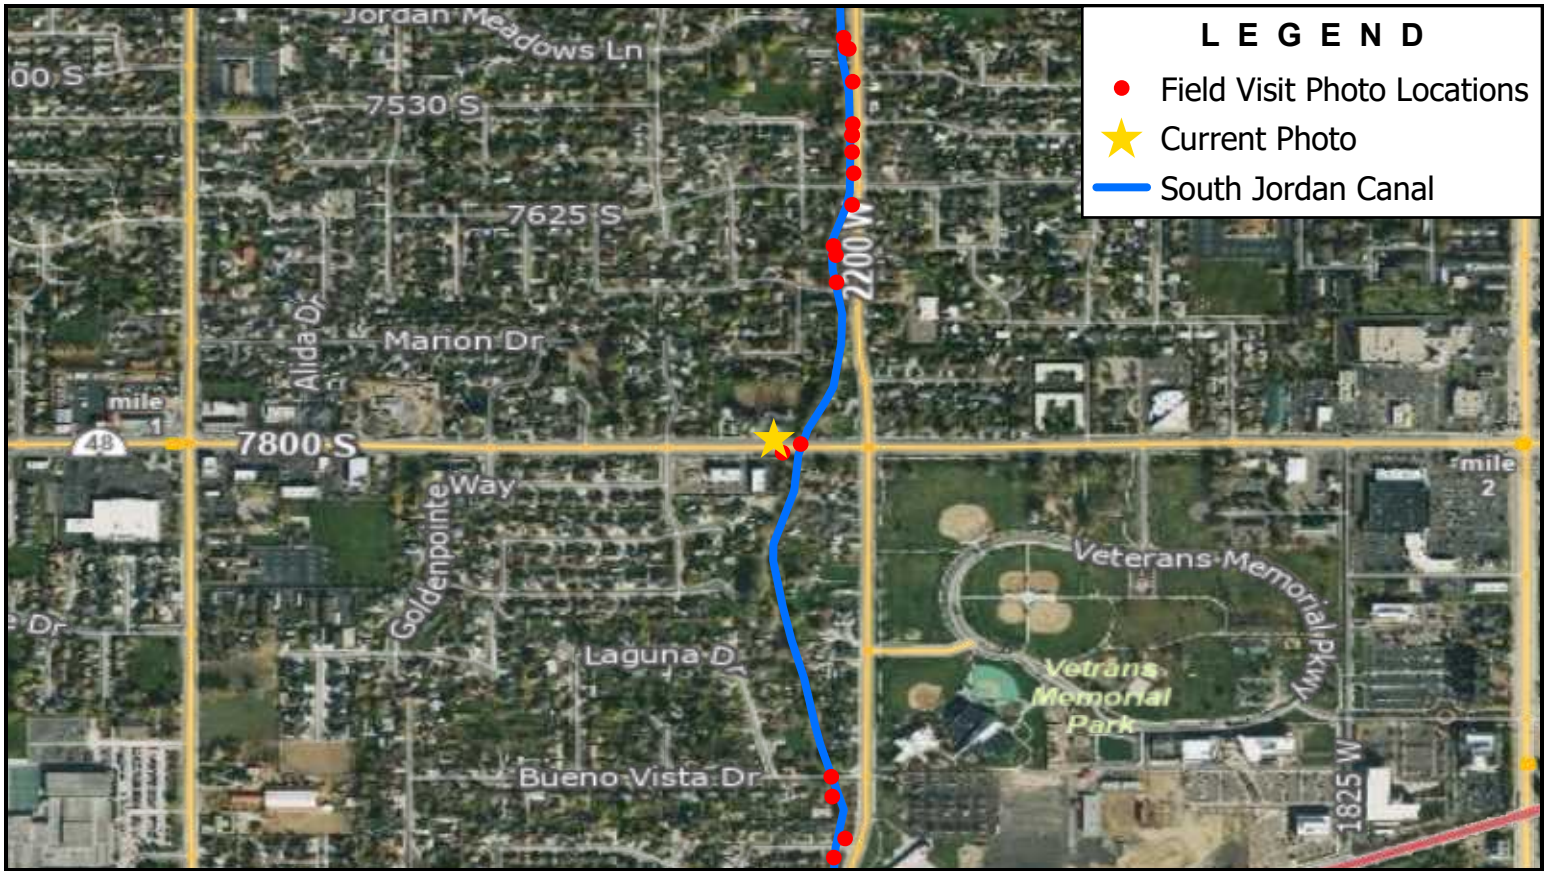 L E G E N D
Field Visit Photo Locations
Current Photo
South Jordan Canal
Jordan Meadows Ln
00 S
7530 S
7625 S
2200 W
Alida Dr
Marion Dr
mile
1
48
7800 S
mile
2
Goldenpointe Way
Veterans Memorial Pkwy
e Dr
Laguna Dr
Vetrans
Memorial
Park
Bueno Vista Dr
1825 W